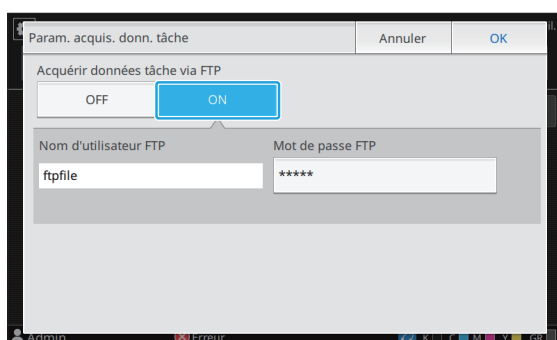 Param. acquis. donn. tâche
Annuler
OK
Acquérir données tâche via FTP
OFF
ON
Nom d'utilisateur FTP
Mot de passe FTP
ftpfile
*****
Admin
Erreur
K
C
M
Y
GR